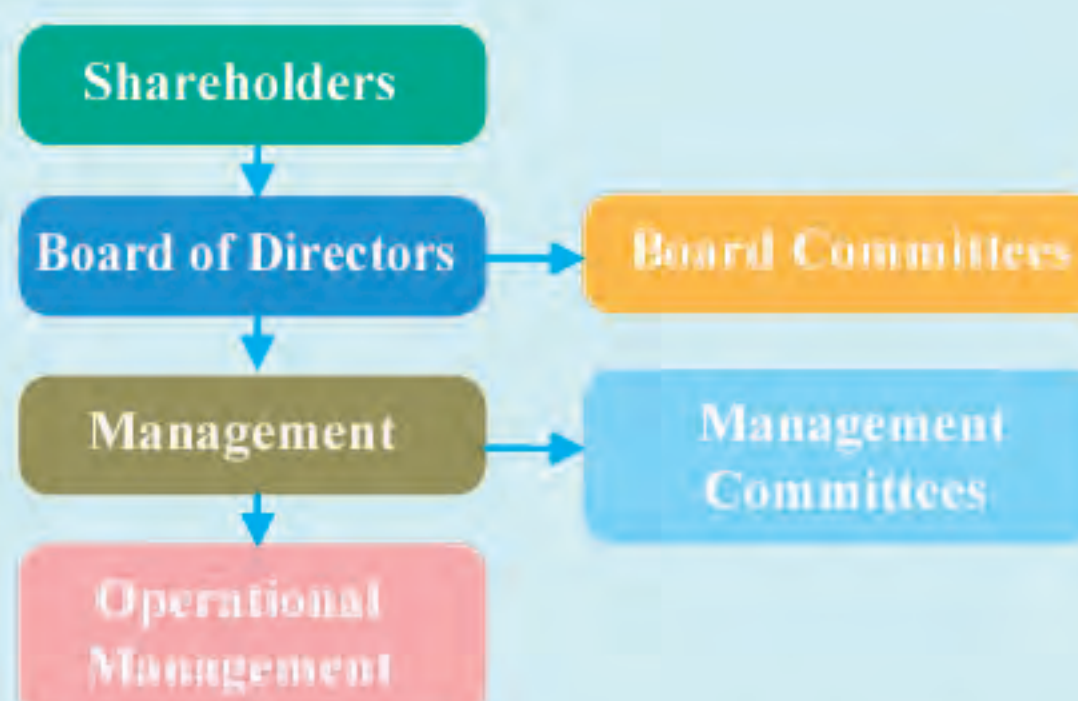 Shareholders
Board of Directors
Board Committees
Management
Management
Committees
Operational
Management